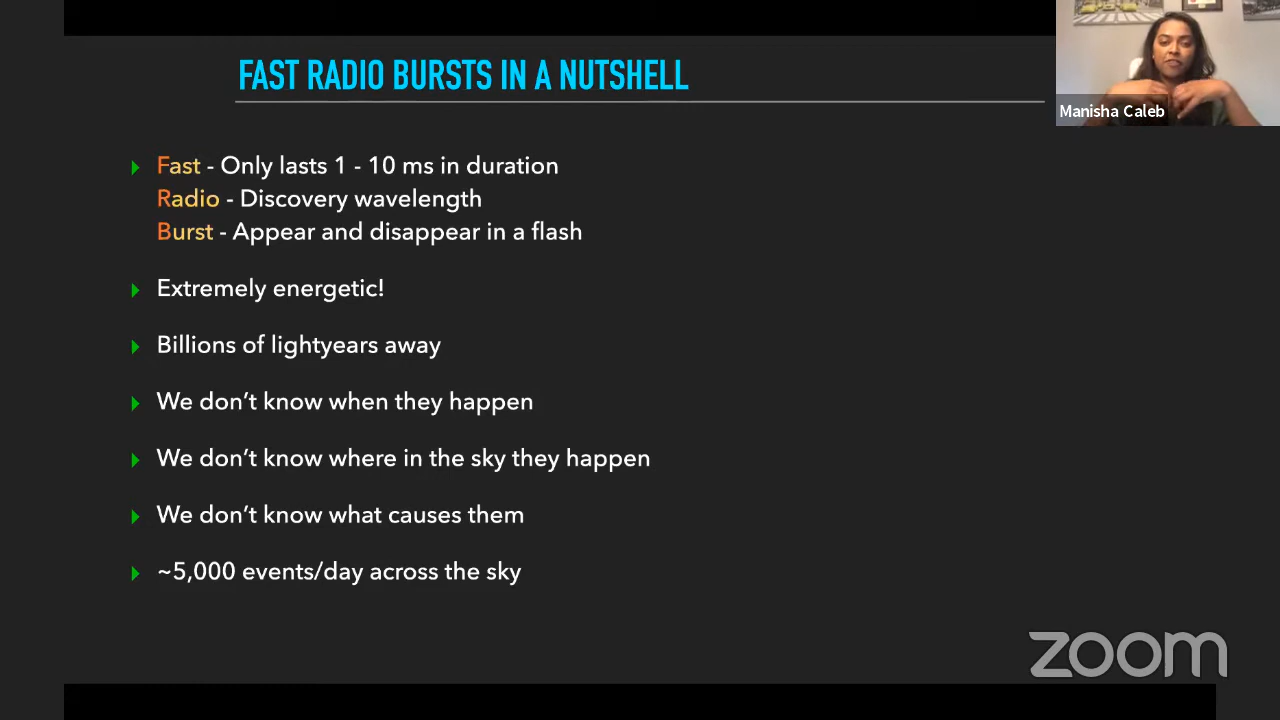 FAST RADIO BURSTS IN A NUTSHELL
Manisha Caleb
Fast - Only lasts 1 - 10 ms in duration
Radio - Discovery wavelength
Burst - Appear and disappear in a flash
Extremely energetic!
Billions of lightyears away
We don’t know when they happen
We don’t know where in the sky they happen
We don’t know what causes them
~5,000 events/day across the sky
zoom